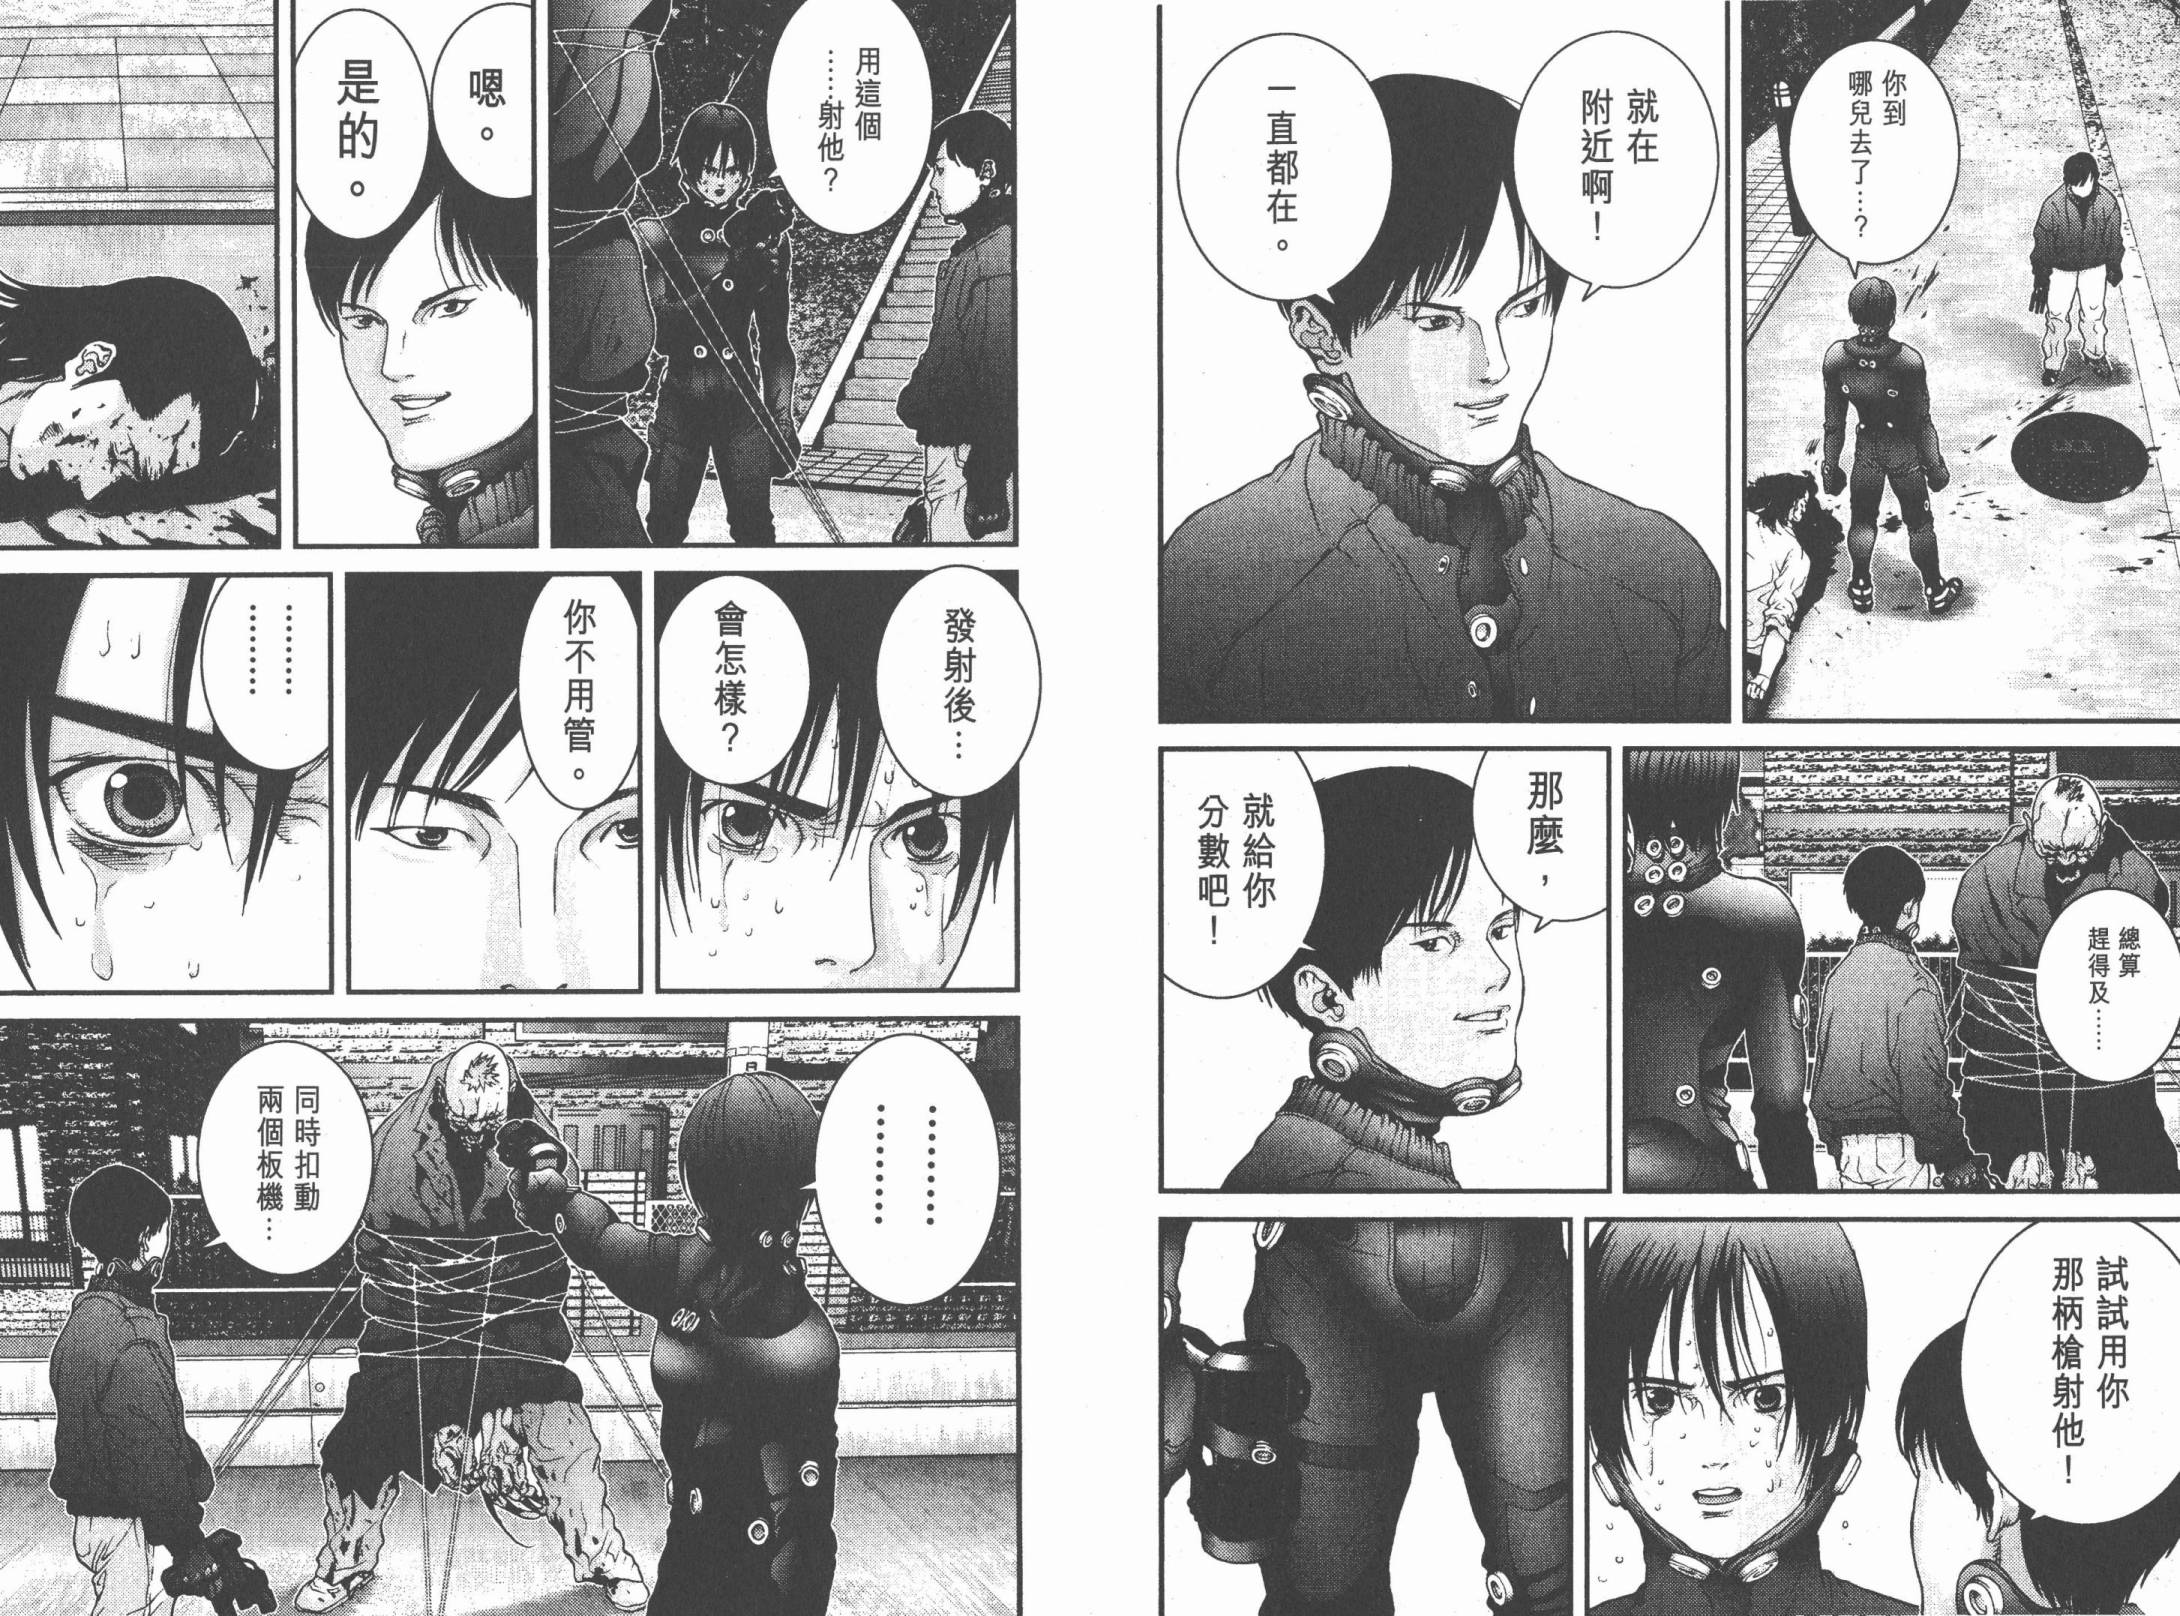 你到
哪兒去了…？
就在
附近啊！
一直都在。
總算
趕得及……
那麼，
就給你
分數吧！
試試用你
那柄槍射他！
用這個
……射他？
嗯。
是的。
發射後…
會怎樣？
你不用管。
………
………
………
………
同時扣動
兩個板機…